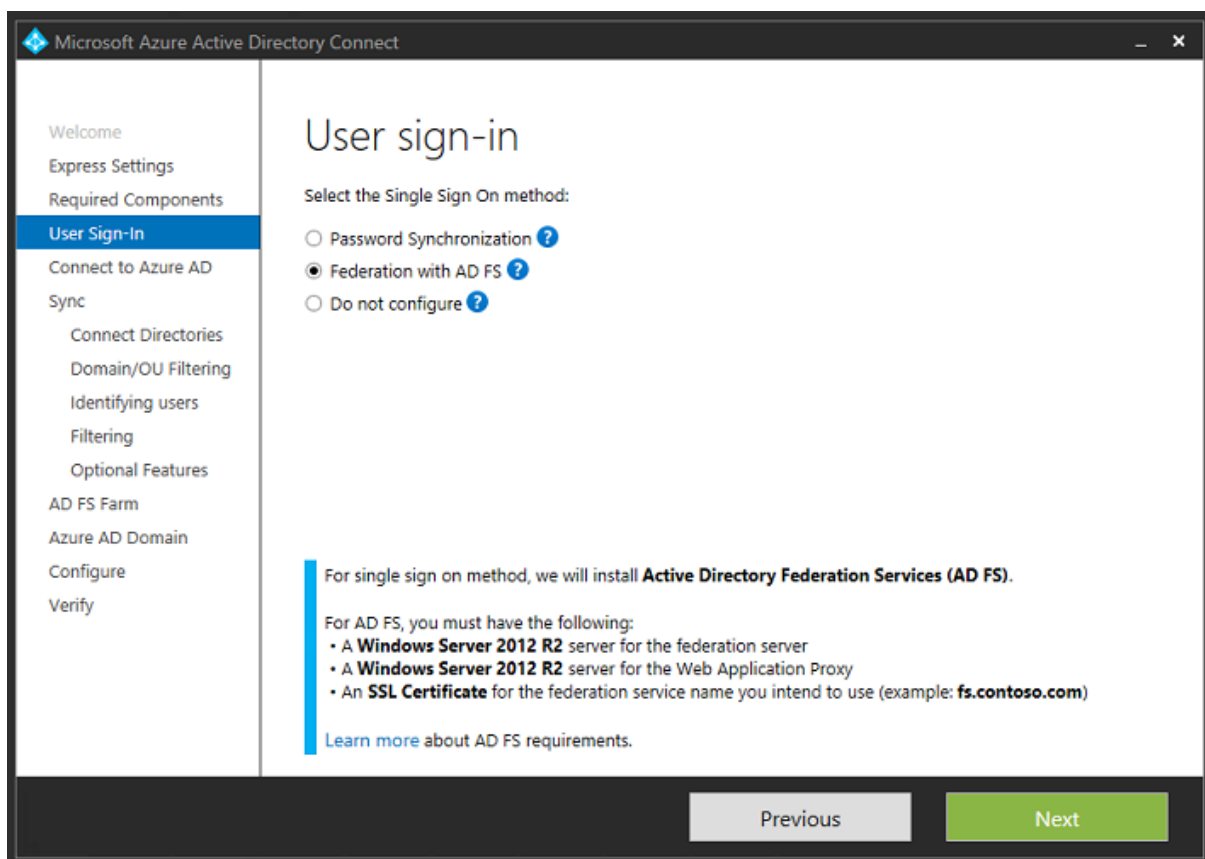 Microsoft Azure Active Directory Connect
Welcome
Express Settings
Required Components
User Sign-In
Connect to Azure AD
Sync
Connect Directories
Domain/OU Filtering
Identifying users
Filtering
Optional Features
AD FS Farm
Azure AD Domain
Configure
Verify
User sign-in
Select the Single Sign On method:
Password Synchronization ?
Federation with AD FS ?
Do not configure ?
For single sign on method, we will install Active Directory Federation Services (AD FS).
For AD FS, you must have the following:
• A Windows Server 2012 R2 server for the federation server
• A Windows Server 2012 R2 server for the Web Application Proxy
• An SSL Certificate for the federation service name you intend to use (example: fs.contoso.com)
Learn more about AD FS requirements.
Previous
Next